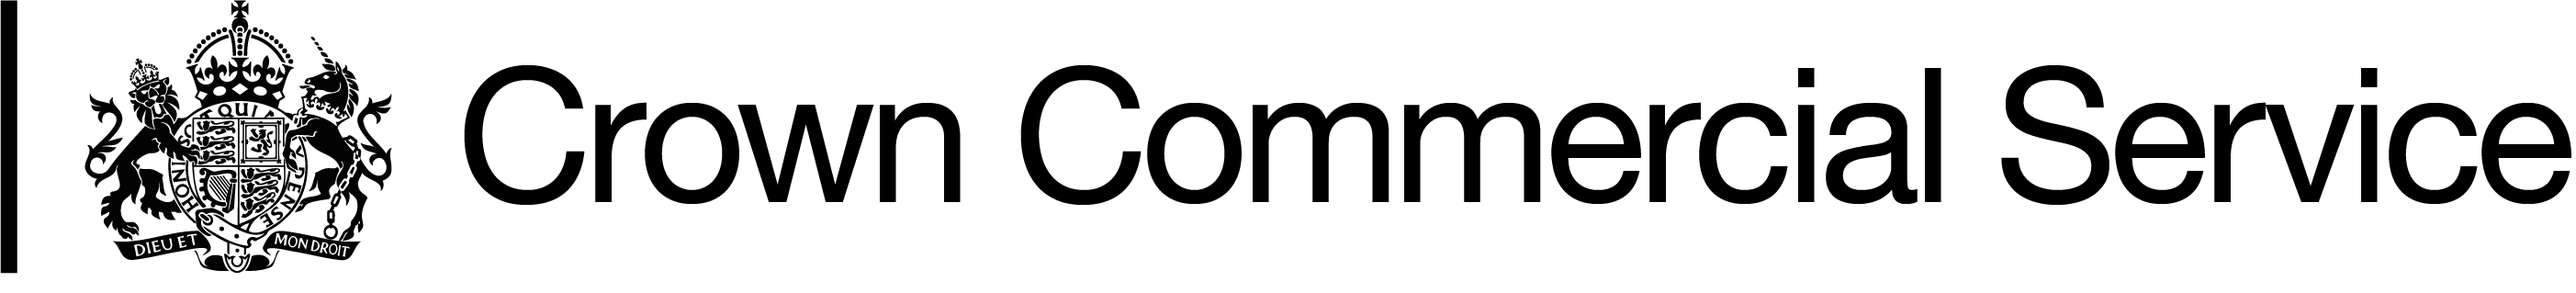 Crown Commercial Service
HONI SOIT QUI MAL Y PENSE
DIEU ET MON DROIT